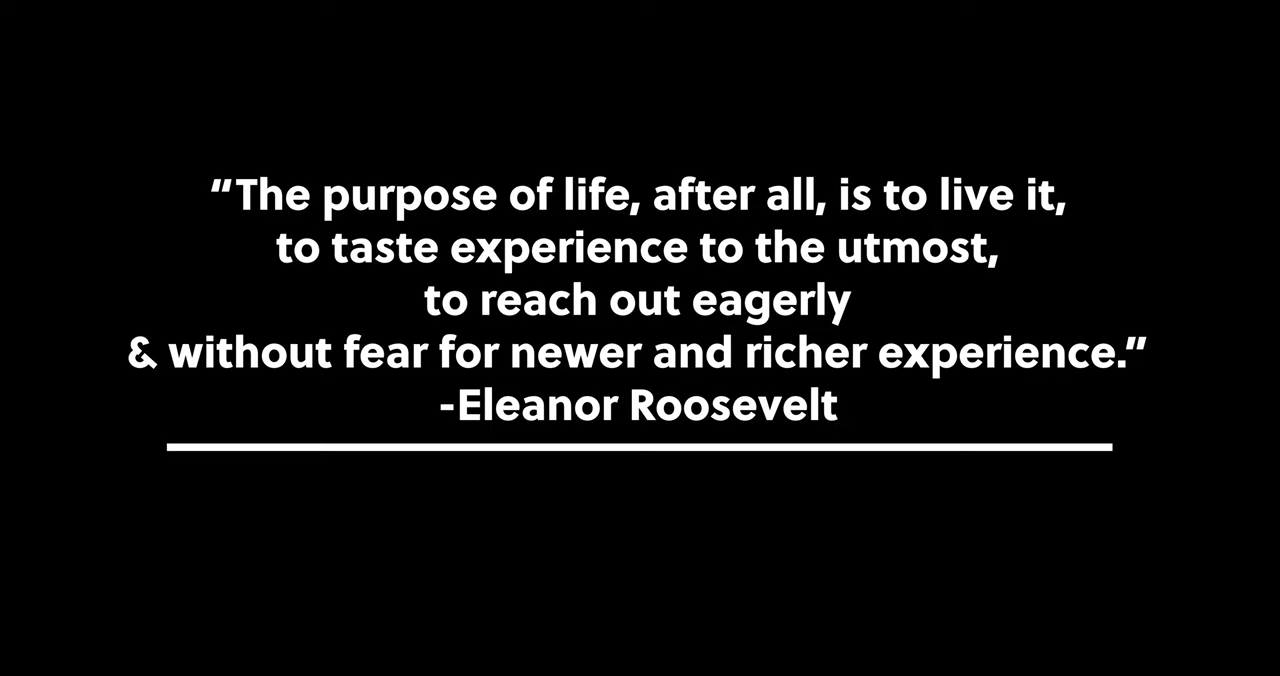 “The purpose of life, after all, is to live it,
to taste experience to the utmost,
to reach out eagerly
& without fear for newer and richer experience.”
-Eleanor Roosevelt